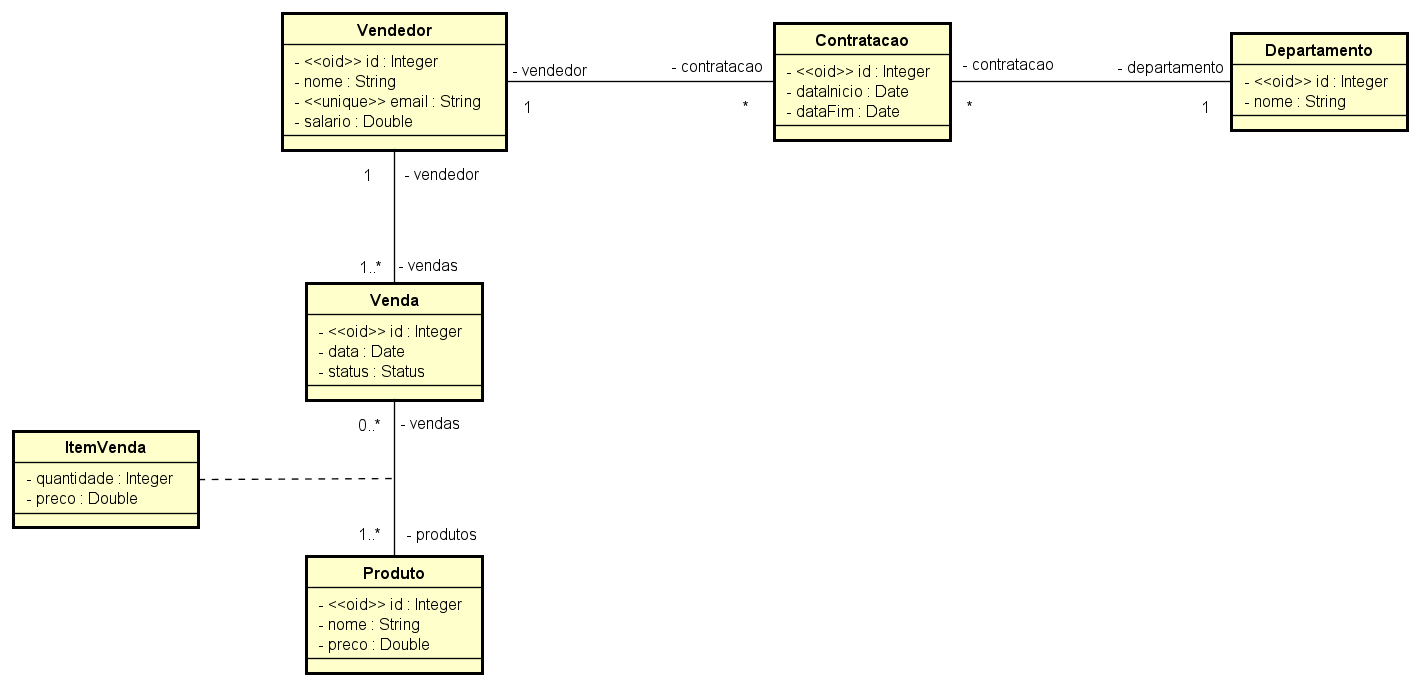 Vendedor
- <<oid>> id : Integer
- nome : String
- <<unique>> email : String
- salario : Double
- vendedor
1
- contratacao
*
Contratacao
- <<oid>> id : Integer
- dataInicio : Date
- dataFim : Date
- contratacao
*
- departamento
1
Departamento
- <<oid>> id : Integer
- nome : String
1
- vendedor
1..*
- vendas
Venda
- <<oid>> id : Integer
- data : Date
- status : Status
0..*
- vendas
ItemVenda
- quantidade : Integer
- preco : Double
1..*
- produtos
Produto
- <<oid>> id : Integer
- nome : String
- preco : Double